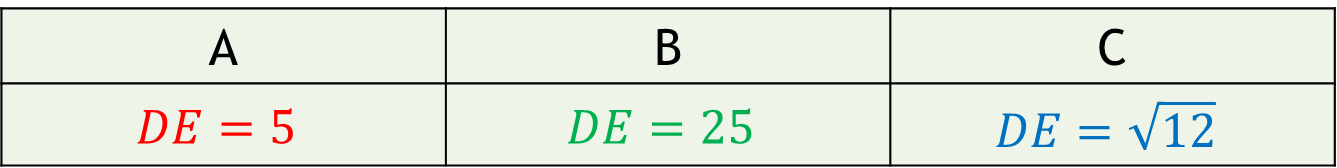 A B C
DE = 5 DE = 25 DE = √12